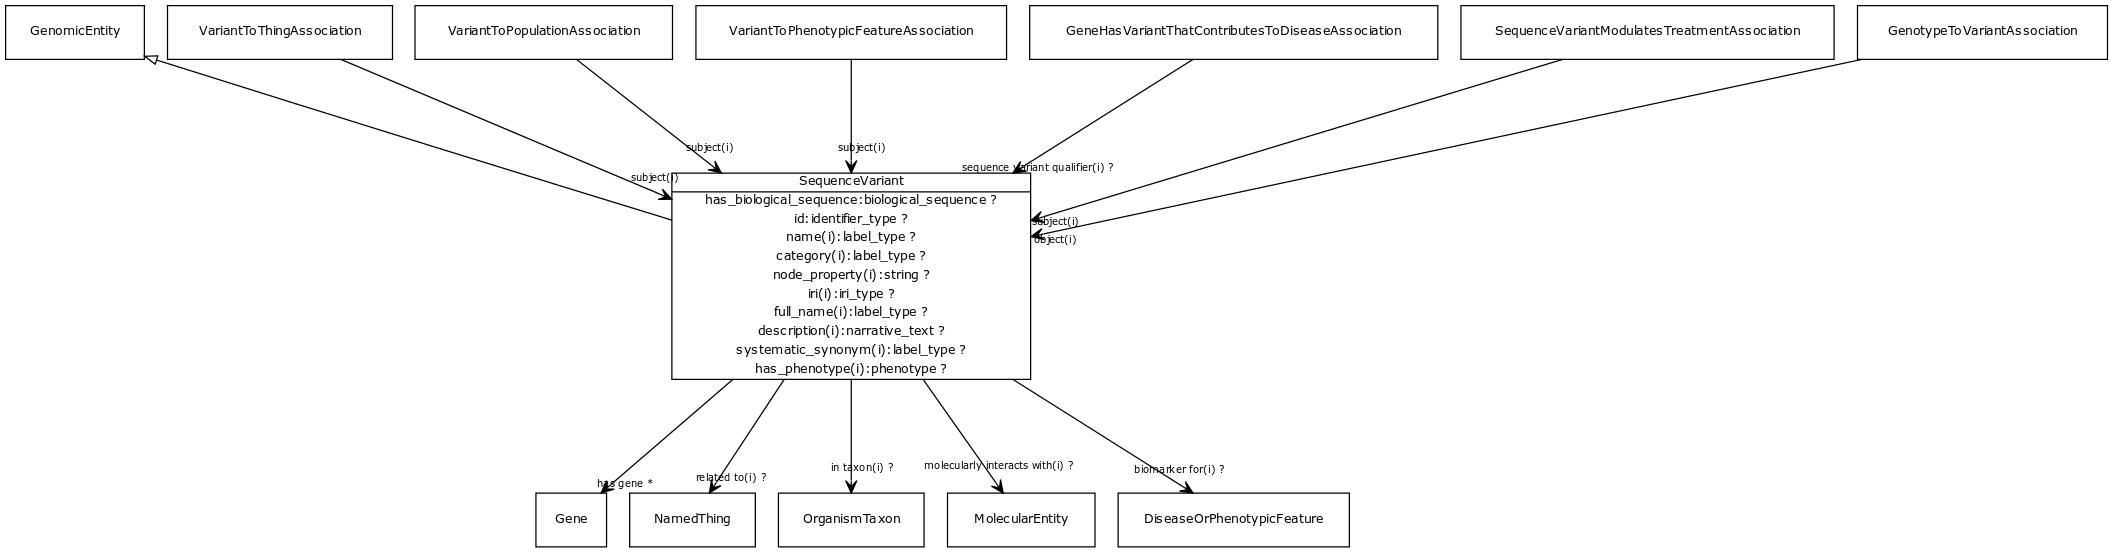 GenomicEntity
VariantToThingAssociation
VariantToPopulationAssociation
VariantToPhenotypicFeatureAssociation
GeneHasVariantThatContributesToDiseaseAssociation
SequenceVariantModulatesTreatmentAssociation
GenotypeToVariantAssociation
subject(i)
subject(i)
sequence variant qualifier(i) ?
subject(i)
SequenceVariant
has_biological_sequence:biological_sequence ?
id:identifier_type ?
name(i):label_type ?
category(i):label_type ?
node_property(i):string ?
iri(i):iri_type ?
full_name(i):label_type ?
description(i):narrative_text ?
systematic_synonym(i):label_type ?
has_phenotype(i):phenotype ?
subject(i)
object(i)
has gene *
related to(i) ?
in taxon(i) ?
molecularly interacts with(i) ?
biomarker for(i) ?
Gene
NamedThing
OrganismTaxon
MolecularEntity
DiseaseOrPhenotypicFeature